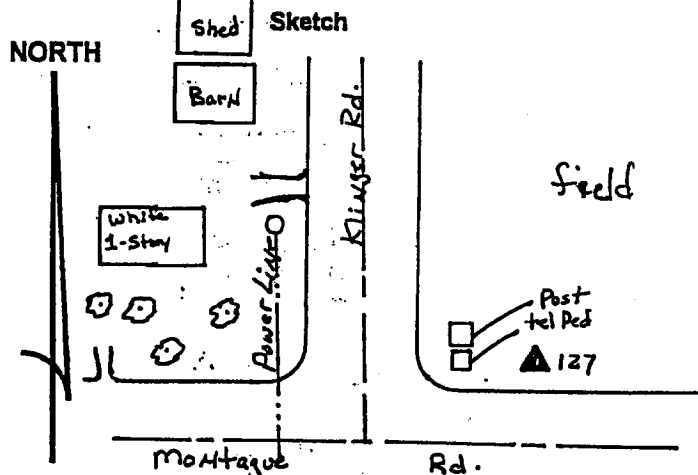 Shed
Sketch
NORTH
Barn
Klinger Rd.
field
White
1-Story
Power Line
Post
tel Ped
127
Montague Rd.